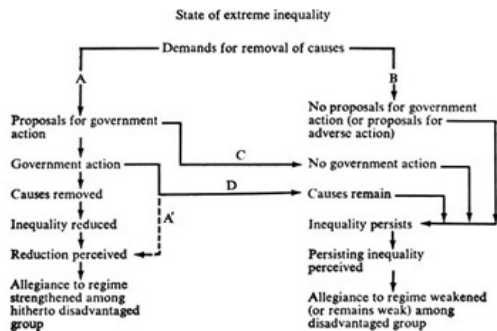 State of extreme inequality
Demands for removal of causes
A
B
Proposals for government
action
No proposals for government
action (or proposals for
adverse action)
C
Government action
No government action
D
Causes removed
Causes remain
A'
Inequality reduced
Inequality persists
Reduction perceived
Persisting inequality
perceived
Allegiance to regime
strengthened among
hitherto disadvantaged
group
Allegiance to regime weakened
(or remains weak) among
disadvantaged group